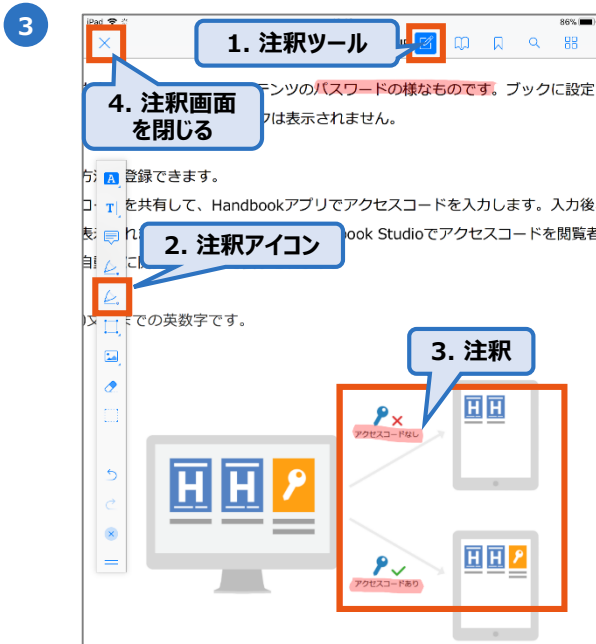 3
iPad
86%
1. 注釈ツール
テンツのパスワードの様なものです。ブックに設定
4. 注釈画面
を閉じる
クは表示されません。
登録できます。
を共有して、Handbookアプリでアクセスコードを入力します。入力後
2. 注釈アイコン
ook Studioでアクセスコードを閲覧者
での英数字です。
3. 注釈
アクセスコードなし
H H
H H
アクセスコードあり
H H